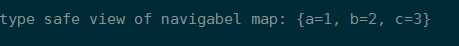 type safe view of navigabel map: {a=1, b=2, c=3}